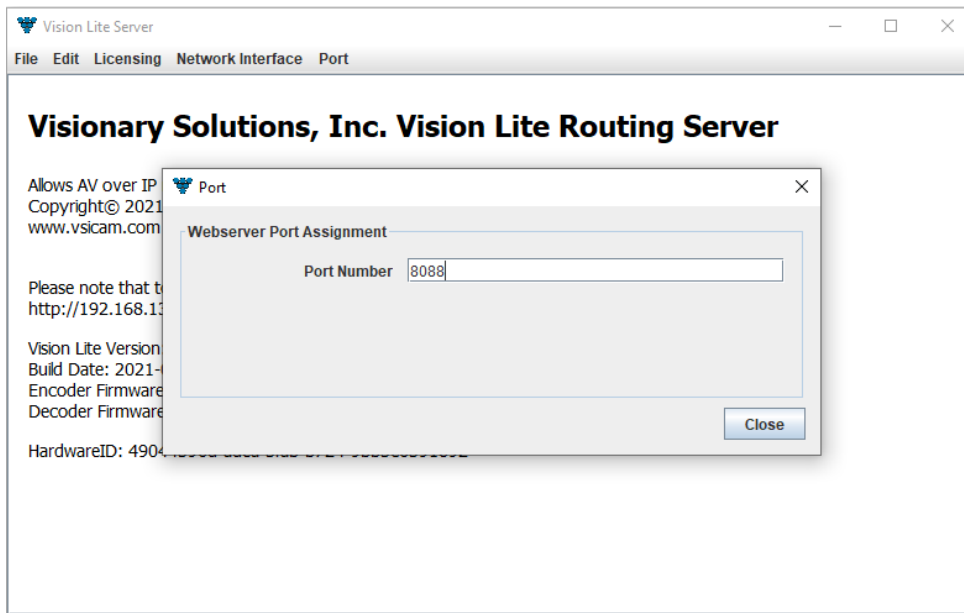 Vision Lite Server
File Edit Licensing Network Interface Port
Visionary Solutions, Inc. Vision Lite Routing Server
Allows AV over IP
Copyright© 2021
www.vsicam.com
Please note that
http://192.168.13
Vision Lite Version
Build Date: 2021-
Encoder Firmware
Decoder Firmware
HardwareID: 4904
Port
Webserver Port Assignment
Port Number 8088
Close